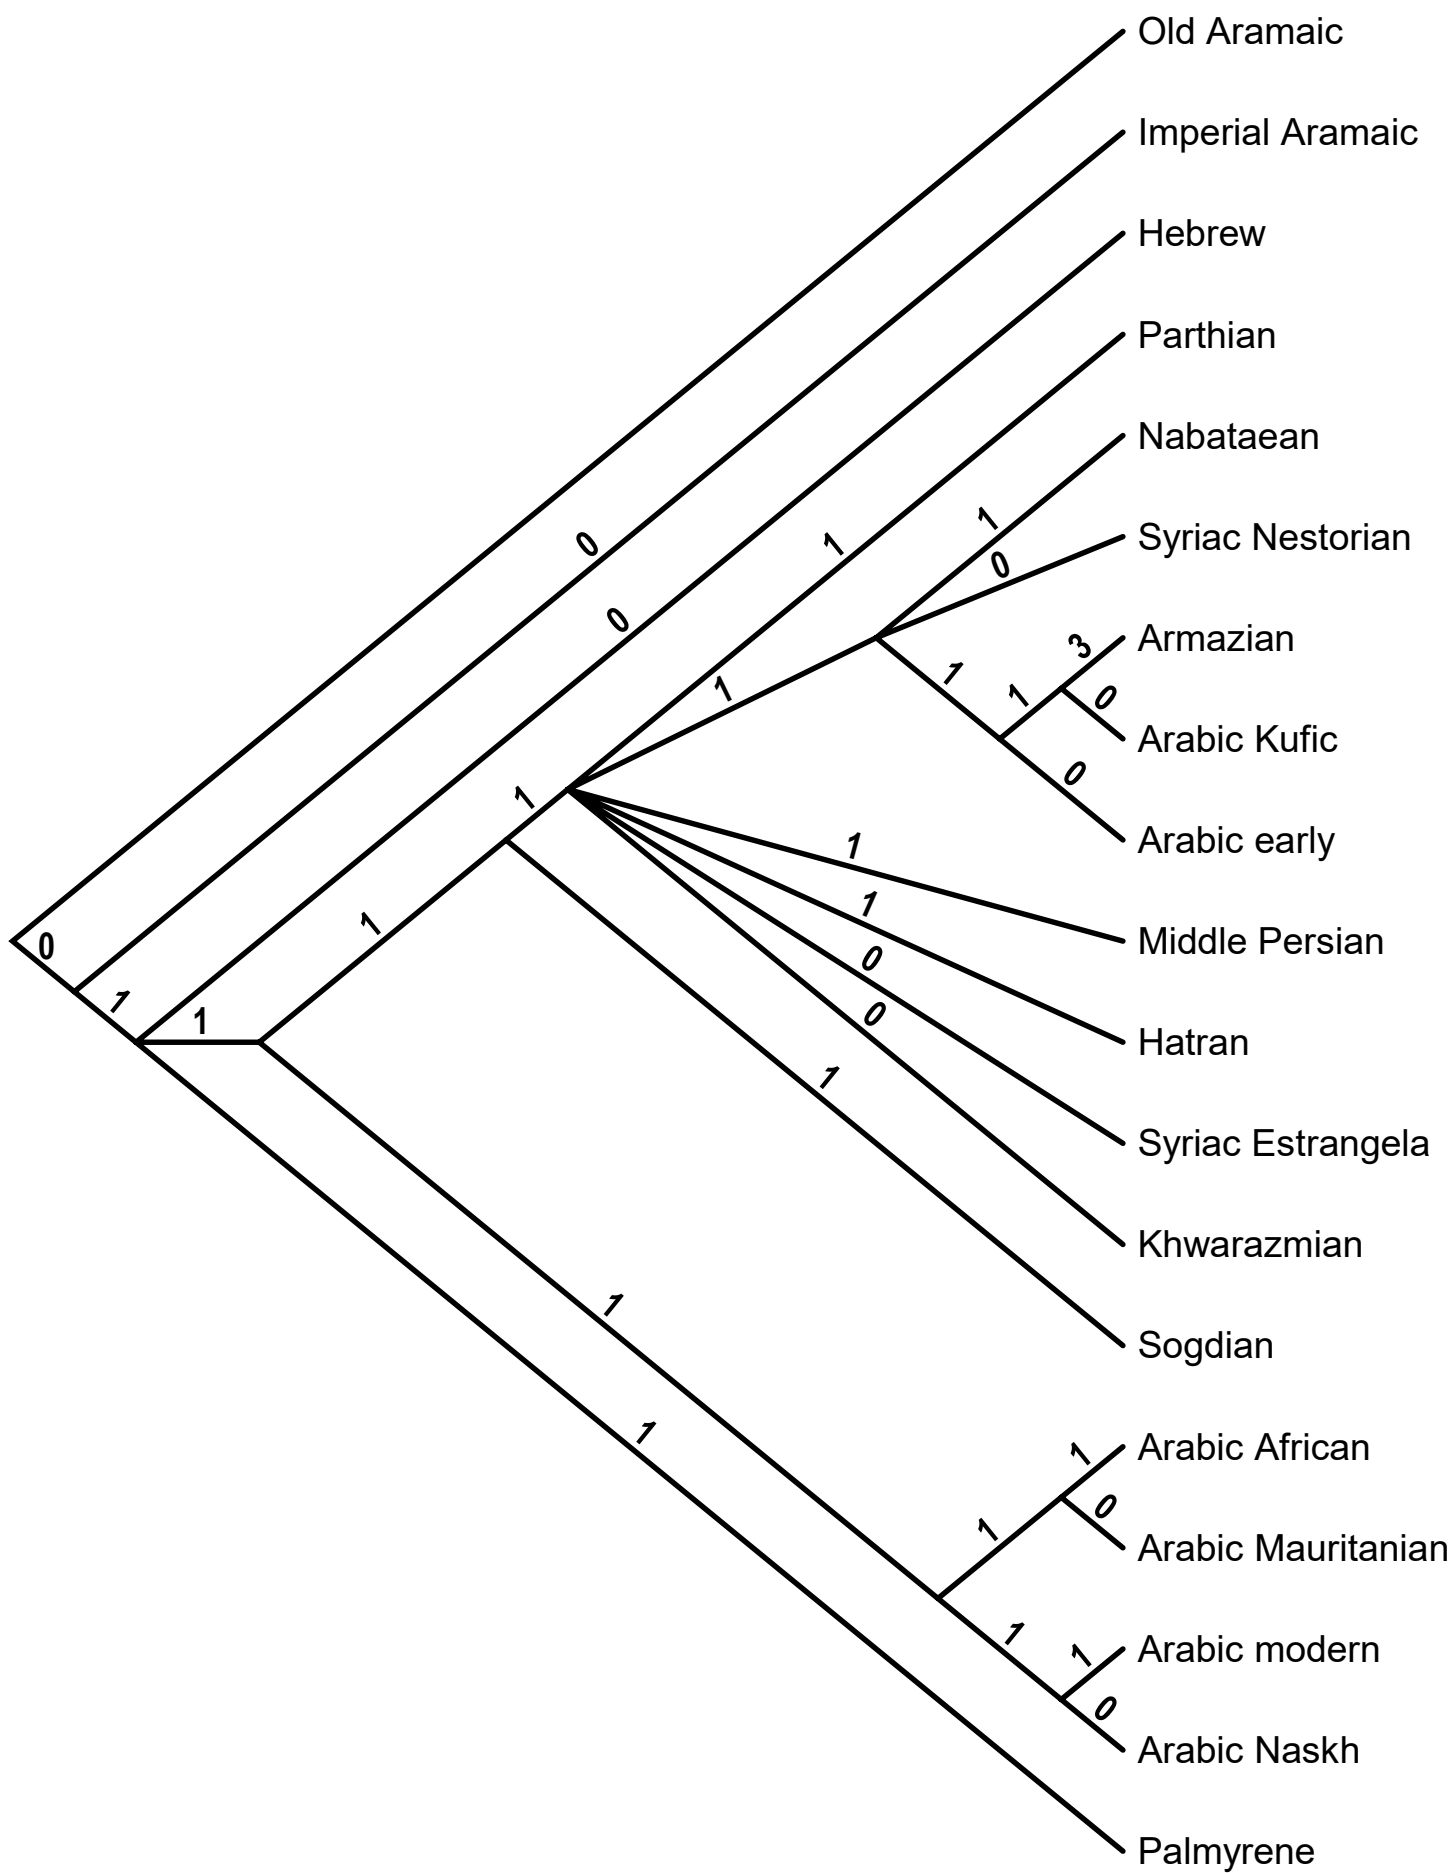 Old Aramaic
Imperial Aramaic
Hebrew
Parthian
Nabataean
1
0
1
Syriac Nestorian
0
0
3
Armazian
1
1
0
1
Arabic Kufic
0
1
Arabic early
1
1
1
0
Middle Persian
0
1
1
0
Hatran
1
Syriac Estrangela
Khwarazmian
1
Sogdian
1
1
Arabic African
0
1
Arabic Mauritanian
1
1
Arabic modern
0
Arabic Naskh
Palmyrene